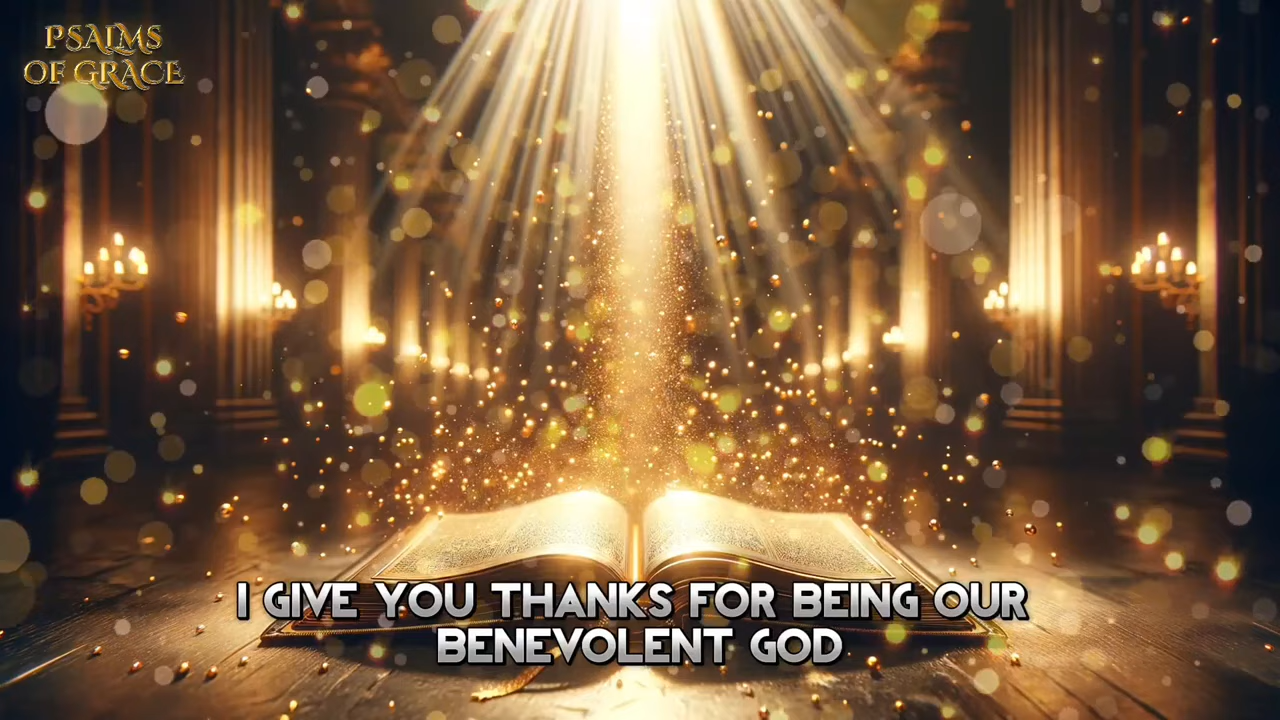 PSALMS
OF GRACE
I GIVE YOU THANKS FOR BEING OUR
BENEVOLENT GOD